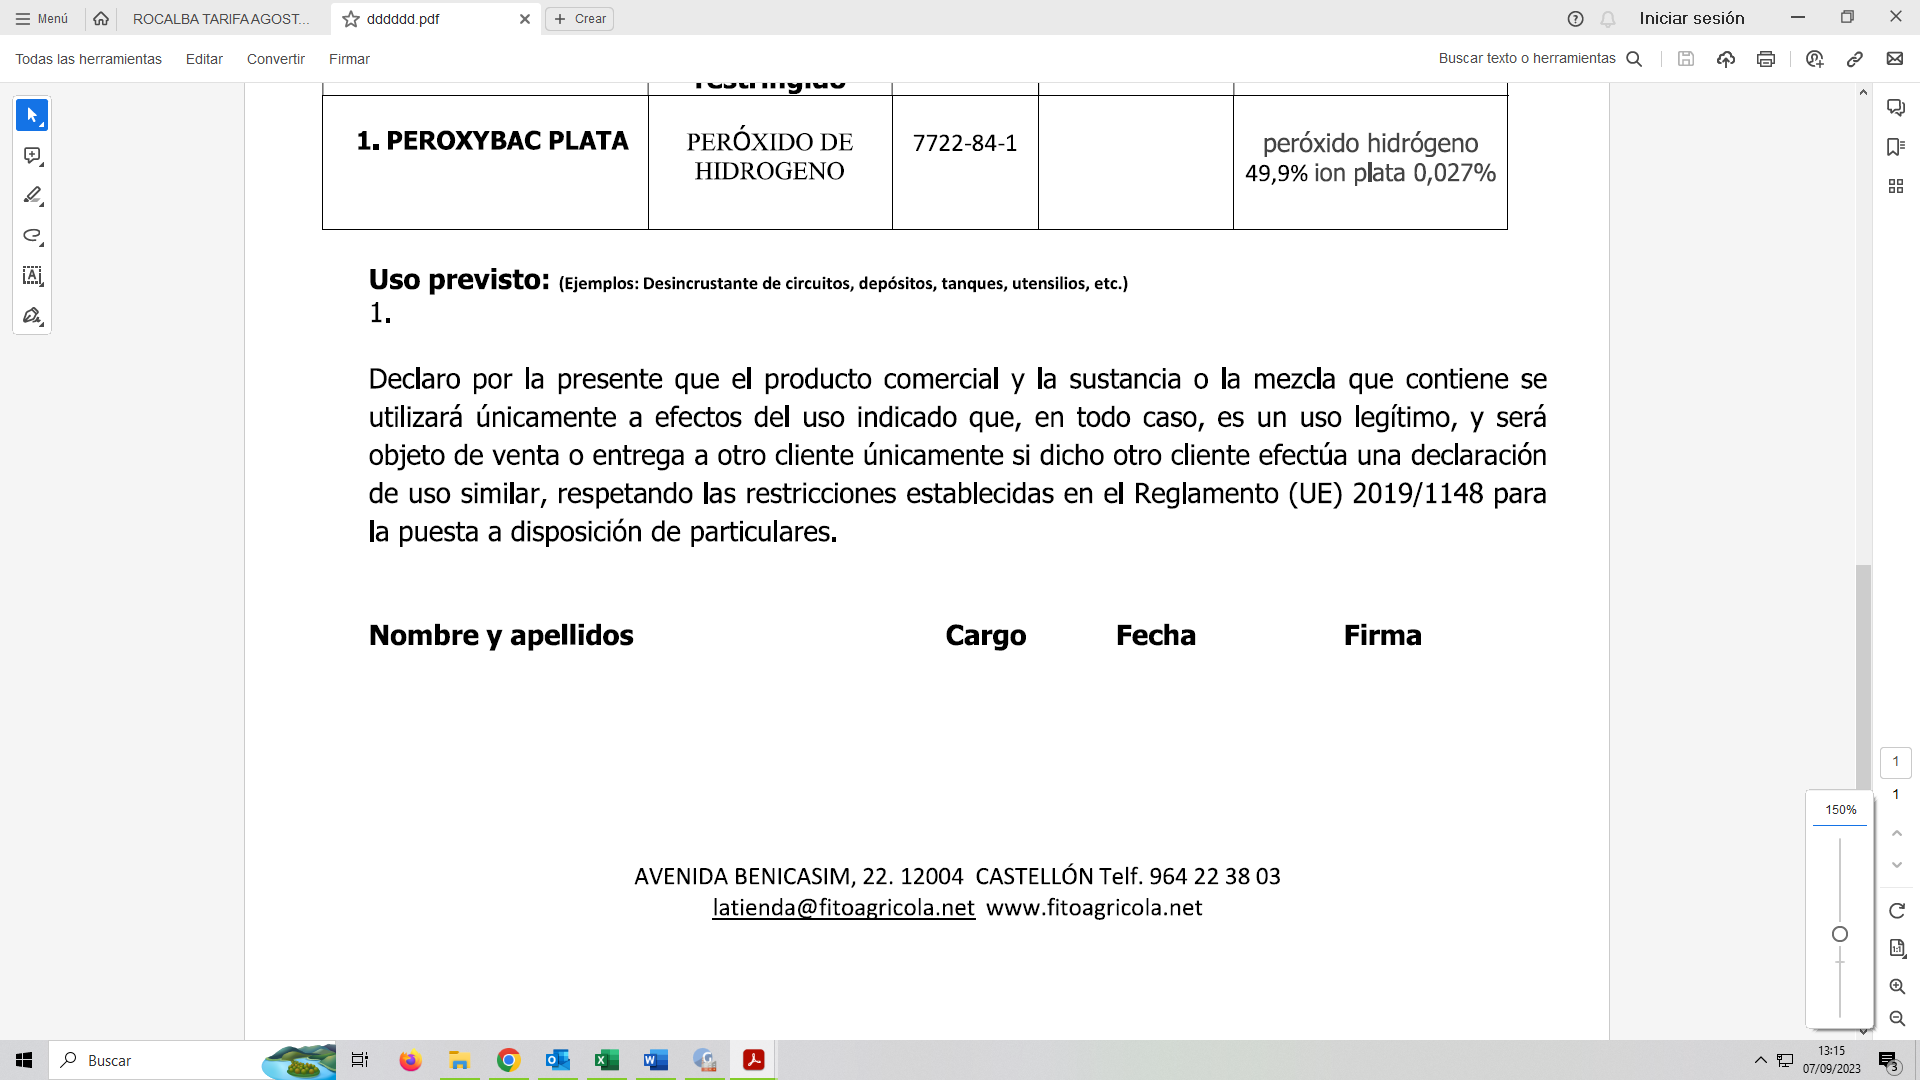 Menú
ROCALBA TARIFA AGOST...
dddddd.pdf
Crear
Iniciar sesión
Todas las herramientas
Editar
Convertir
Firmar
Buscar texto o herramientas
restringido
1. PEROXYBAC PLATA
PERÓXIDO DE
HIDROGENO
7722-84-1
peróxido hidrógeno
49,9% ion plata 0,027%
Uso previsto: (Ejemplos: Desincrustante de circuitos, depósitos, tanques, utensilios, etc.)
1.
Declaro por la presente que el producto comercial y la sustancia o la mezcla que contiene se
utilizará únicamente a efectos del uso indicado que, en todo caso, es un uso legítimo, y será
objeto de venta o entrega a otro cliente únicamente si dicho otro cliente efectúa una declaración
de uso similar, respetando las restricciones establecidas en el Reglamento (UE) 2019/1148 para
la puesta a disposición de particulares.
Nombre y apellidos
Cargo
Fecha
Firma
AVENIDA BENICASIM, 22. 12004 CASTELLÓN Telf. 964 22 38 03
latienda@fitoagricola.net www.fitoagricola.net
1
1
150%
Buscar
13:15
07/09/2023
3